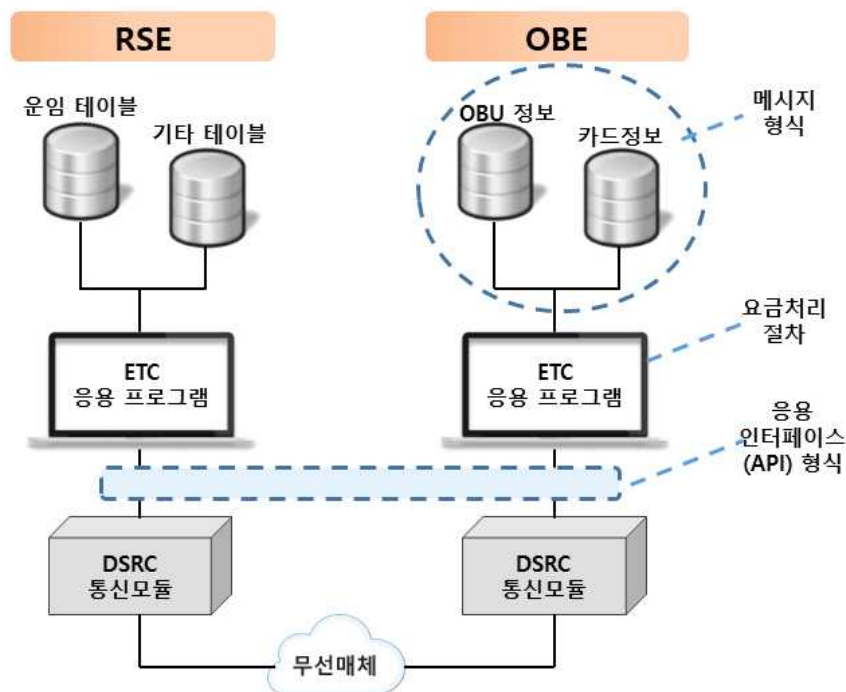 RSE
OBE
운임 테이블
기타 테이블
OBU 정보
카드정보
메시지
형식
ETC
응용 프로그램
ETC
응용 프로그램
요금처리
절차
응용
인터페이스
(API) 형식
DSRC
통신모듈
DSRC
통신모듈
무선매체